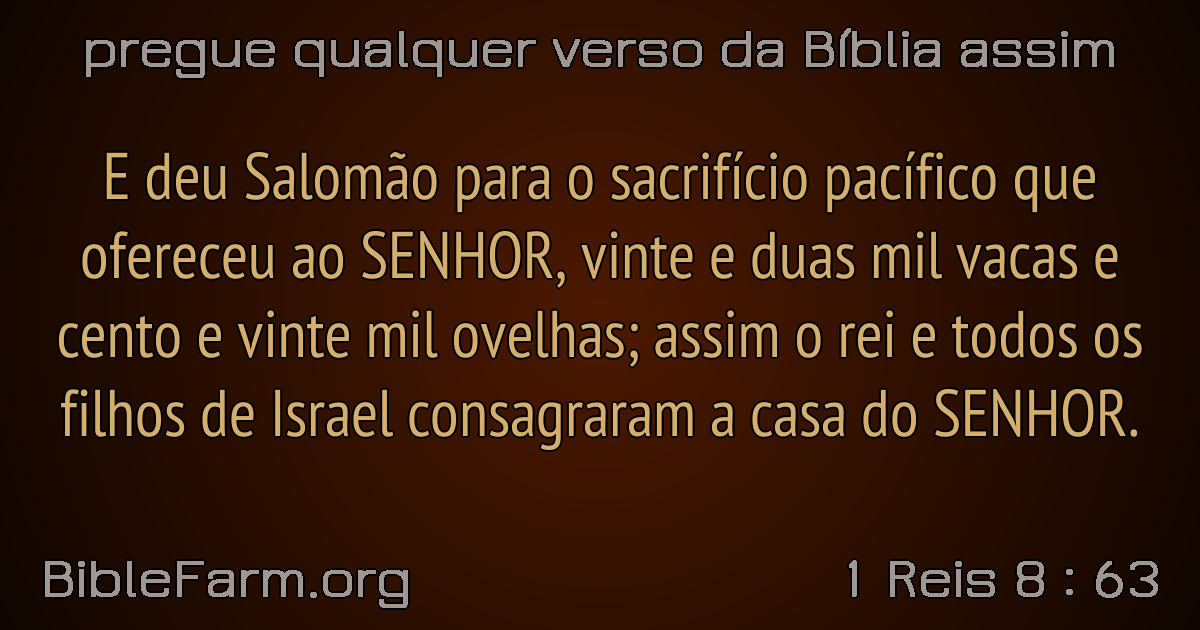 pregue qualquer verso da Bíblia assim
E deu Salomão para o sacrifício pacífico que
ofereceu ao SENHOR, vinte e duas mil vacas e
cento e vinte mil ovelhas; assim o rei e todos os
filhos de Israel consagraram a casa do SENHOR.
BibleFarm.org
1 Reis 8 : 63